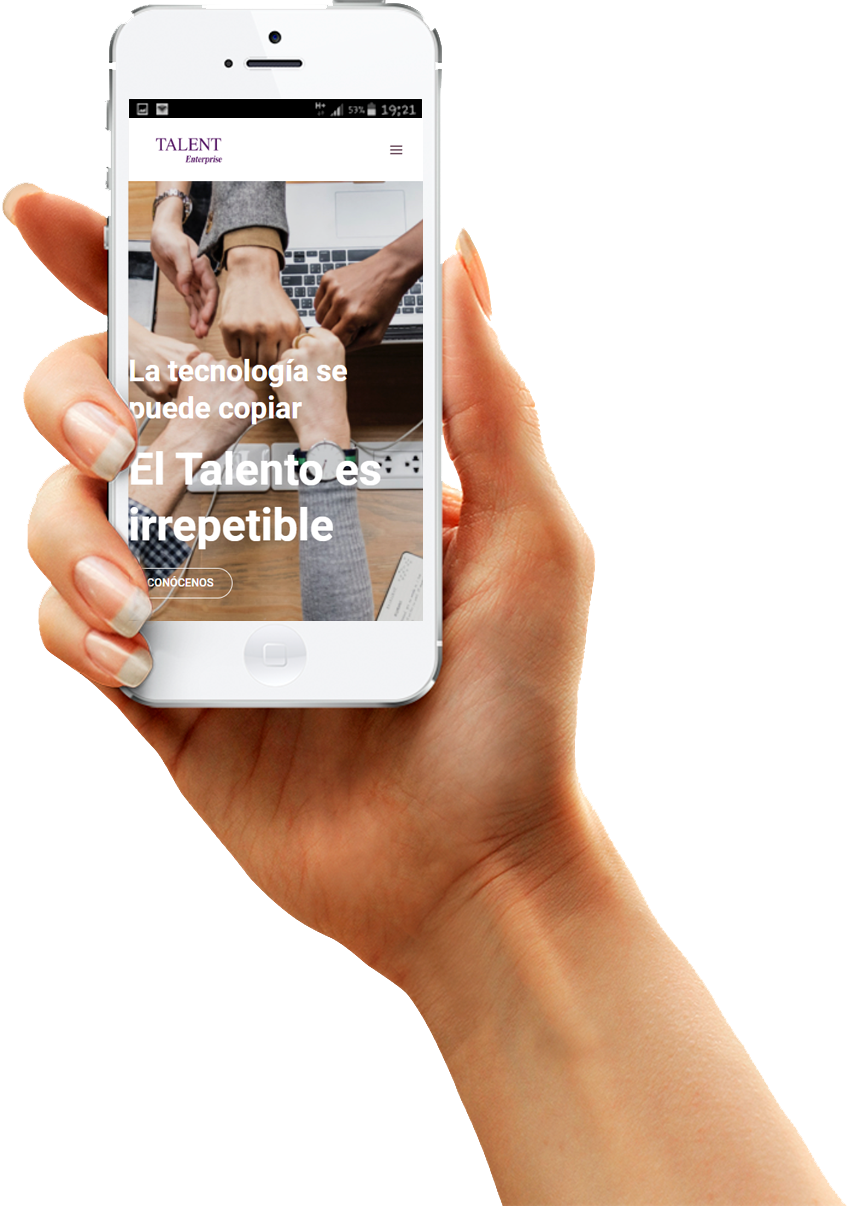 H+ 53% 19:21
TALENT
Enterprise
La tecnología se
puede copiar
El Talento es
irrepetible
CONÓCENOS